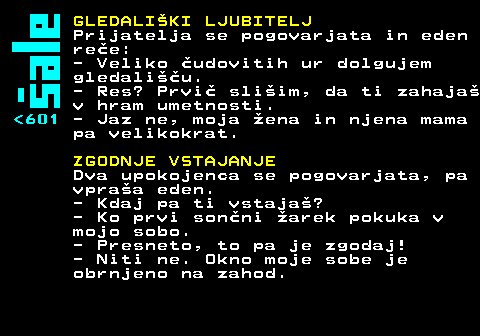 Šale
<601
GLEDALIŠKI LJUBITELJ
Prijatelja se pogovarjata in eden
reče:
- Veliko čudovitih ur dolgujem
gledališču.
- Res? Prvič slišim, da ti zahajaš
v hram umetnosti.
- Jaz ne, moja žena in njena mama
pa velikokrat.
ZGODNJE VSTAJANJE
Dva upokojenca se pogovarjata, pa
vpraša eden.
- Kdaj pa ti vstajaš?
- Ko prvi sončni žarek pokuka v
mojo sobo.
- Presneto, to pa je zgodaj!
- Niti ne. Okno moje sobe je
obrnjeno na zahod.